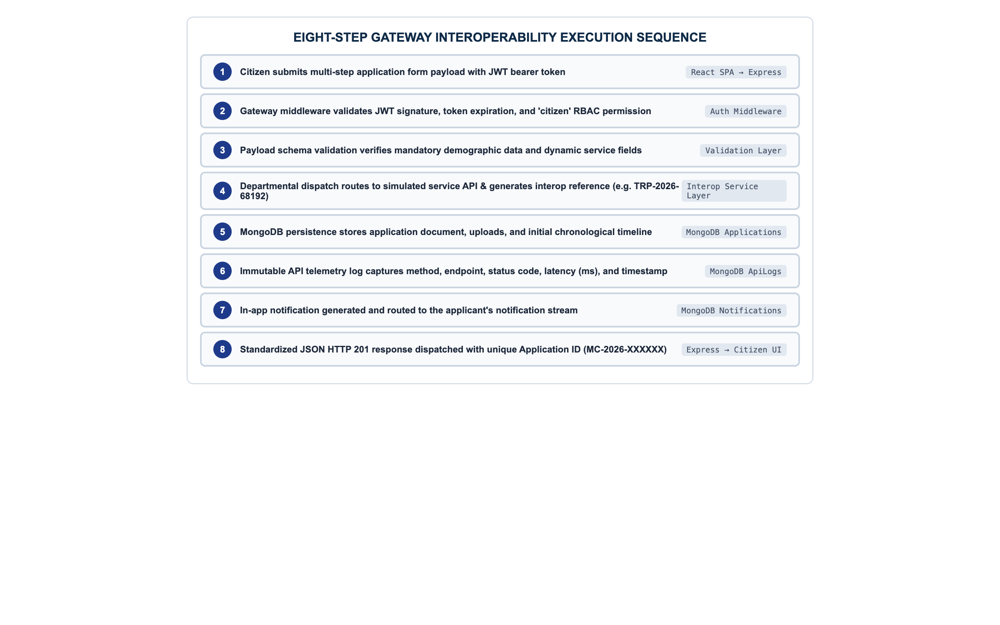 EIGHT-STEP GATEWAY INTEROPERABILITY EXECUTION SEQUENCE
1 Citizen submits multi-step application form payload with JWT bearer token React SPA → Express
2 Gateway middleware validates JWT signature, token expiration, and 'citizen' RBAC permission Auth Middleware
3 Payload schema validation verifies mandatory demographic data and dynamic service fields Validation Layer
4 Departmental dispatch routes to simulated service API & generates interop reference (e.g. TRP-2026-
68192)
Interop Service
Layer
5 MongoDB persistence stores application document, uploads, and initial chronological timeline MongoDB Applications
6 Immutable API telemetry log captures method, endpoint, status code, latency (ms), and timestamp MongoDB ApiLogs
7 In-app notification generated and routed to the applicant's notification stream MongoDB Notifications
8 Standardized JSON HTTP 201 response dispatched with unique Application ID (MC-2026-XXXXXX) Express → Citizen UI